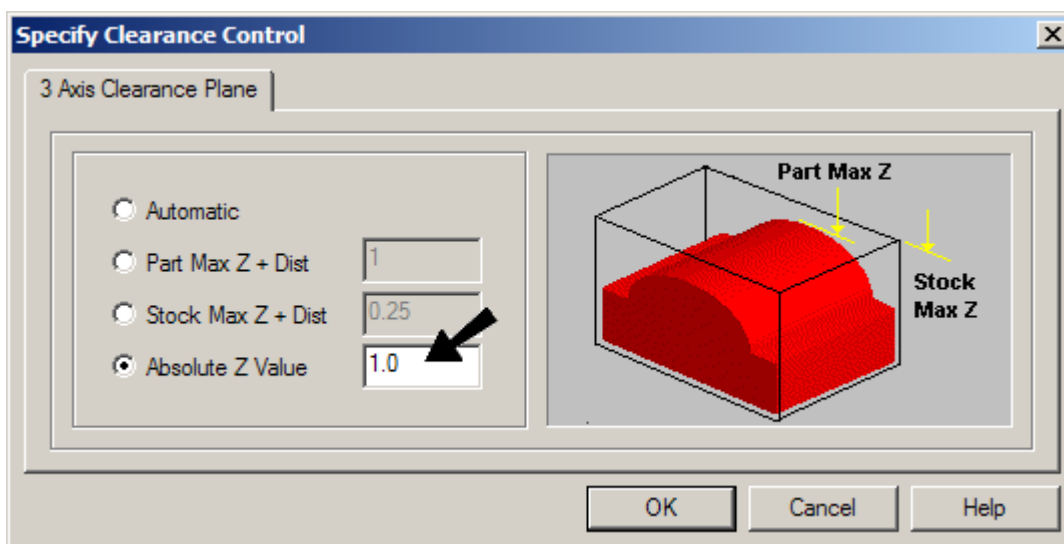 Specify Clearance Control
3 Axis Clearance Plane
Automatic
Part Max Z + Dist 1
Stock Max Z + Dist 0.25
Absolute Z Value 1.0
Part Max Z
Stock
Max Z
OK Cancel Help